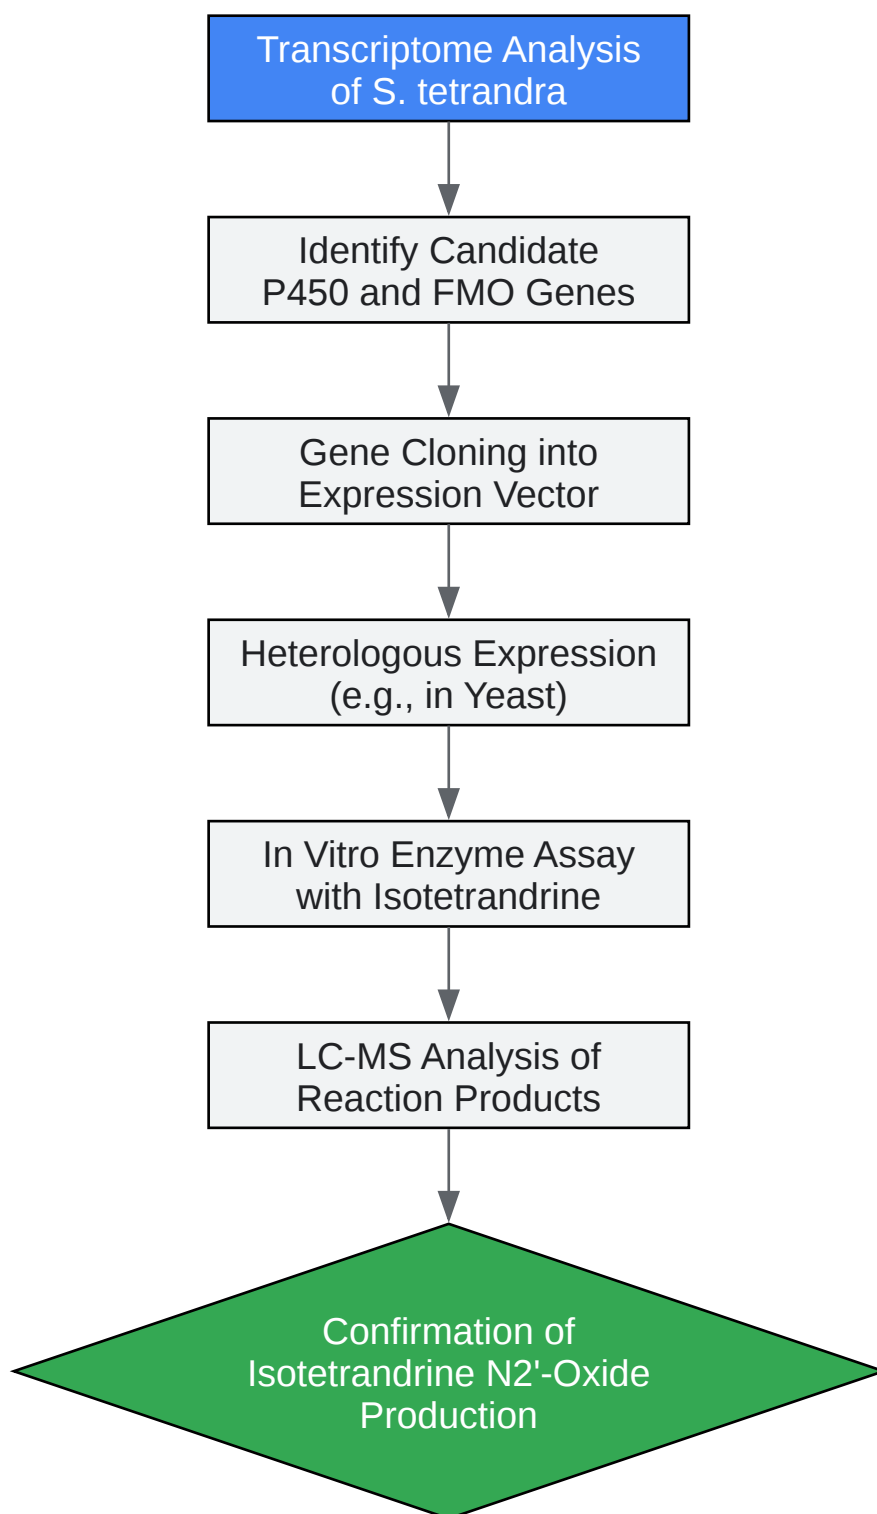 Transcriptome Analysis
of S. tetrandra
Identify Candidate
P450 and FMO Genes
Gene Cloning into
Expression Vector
Heterologous Expression
(e.g., in Yeast)
In Vitro Enzyme Assay
with Isotetrandrine
LC-MS Analysis of
Reaction Products
Confirmation of
Isotetrandrine N2'-Oxide
Production